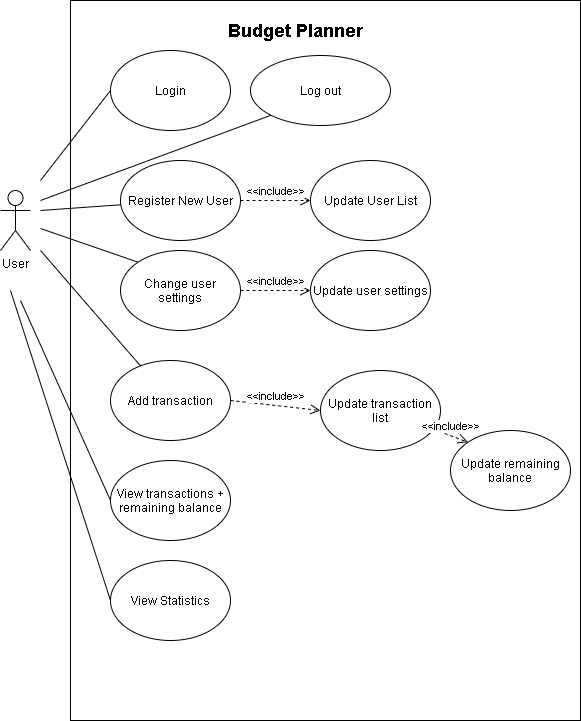 Budget Planner
Login
Log out
Register New User
<<include>>
Update User List
User
Change user
settings
<<include>>
Update user settings
Add transaction
<<include>>
Update transaction
list
<<include>>
Update remaining
balance
View transactions +
remaining balance
View Statistics